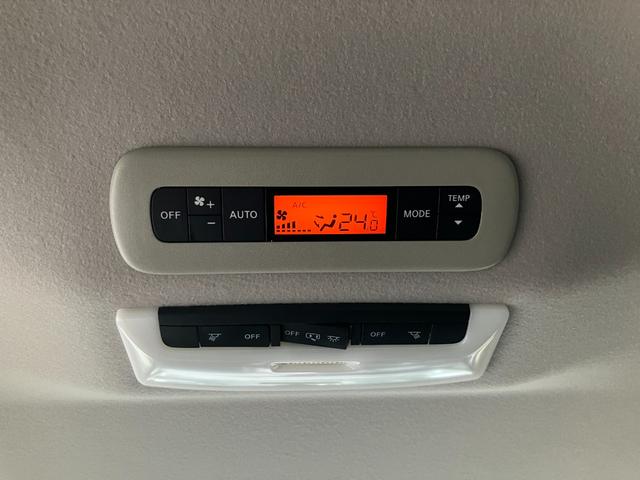 OFF + AUTO A/C MODE TEMP
- 24.0°C
OFF OFF OFF